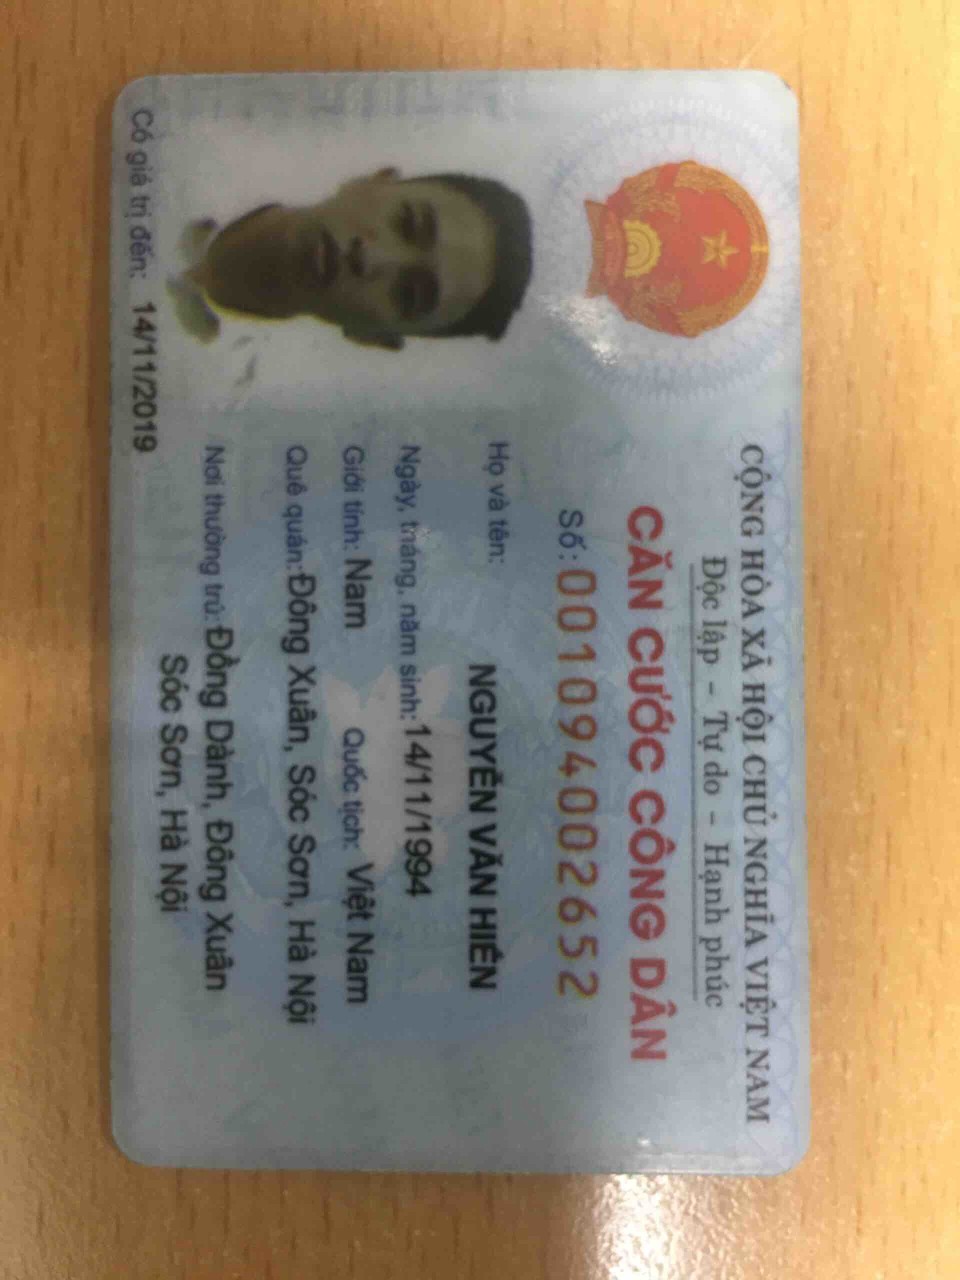 CỘNG HÒA XÃ HỘI CHỦ NGHĨA VIỆT NAM
Độc lập - Tự do - Hạnh phúc
CĂN CƯỚC CÔNG DÂN
Số: 001094002652
Họ và tên:
NGUYỄN VĂN HIỂN
Ngày, tháng, năm sinh: 14/11/1994
Giới tính: Nam Quốc tịch: Việt Nam
Quê quán: Đông Xuân, Sóc Sơn, Hà Nội
Nơi thường trú: Đồng Dành, Đông Xuân
Sóc Sơn, Hà Nội
Có giá trị đến: 14/11/2019